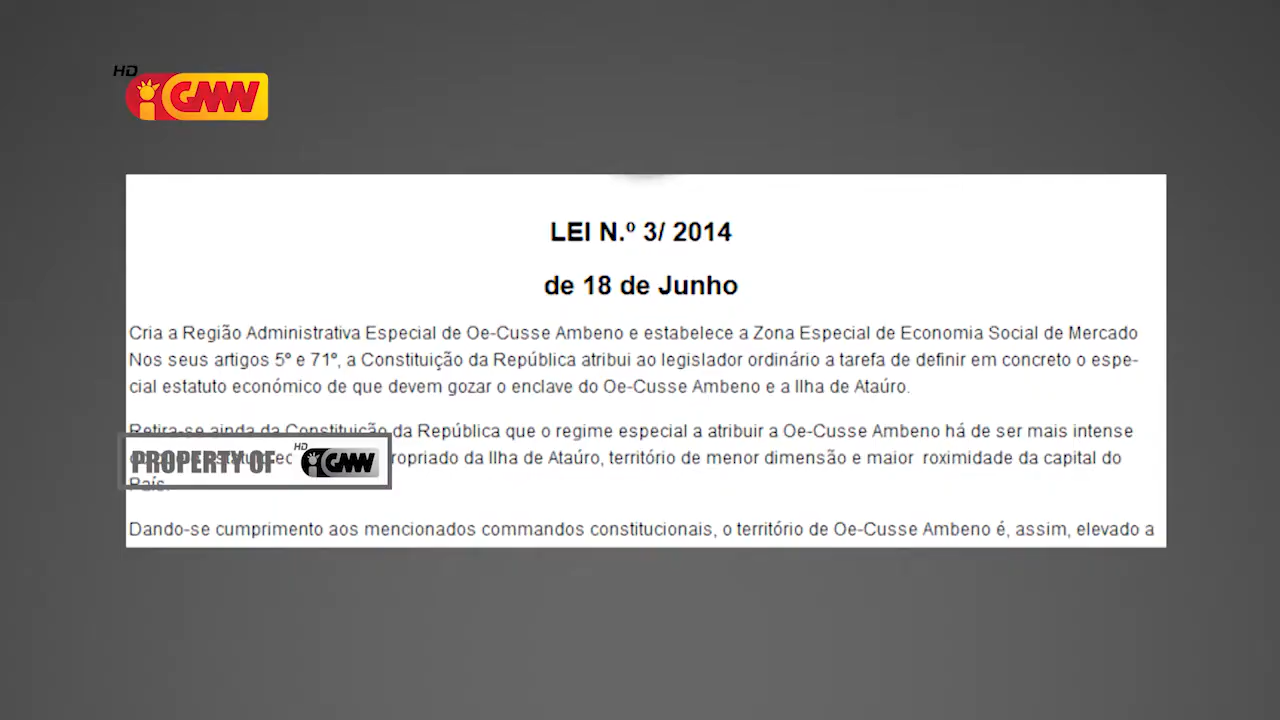 HD
GMN
LEI N.º 3/ 2014
de 18 de Junho
Cria a Região Administrativa Especial de Oe-Cusse Ambeno e estabelece a Zona Especial de Economia Social de Mercado
Nos seus artigos 5º e 71º, a Constituição da República atribui ao legislador ordinário a tarefa de definir em concreto o espe-
cial estatuto económico de que devem gozar o enclave do Oe-Cusse Ambeno e a Ilha de Ataúro.
Retira-se ainda da Constituição da República que o regime especial a atribuir a Oe-Cusse Ambeno há de ser mais intense
ropriado da Ilha de Ataúro, território de menor dimensão e maior roximidade da capital do
País.
PROPERTY OF HD GMN
Dando-se cumprimento aos mencionados commandos constitucionais, o território de Oe-Cusse Ambeno é, assim, elevado a